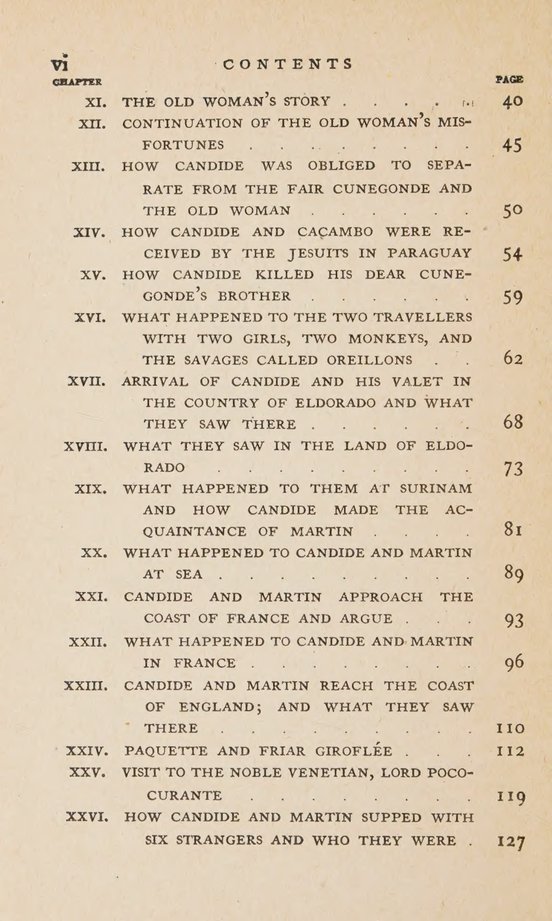 vi CONTENTS
CHAPTER PAGE
XI. THE OLD WOMAN'S STORY . . . . . 40
XII. CONTINUATION OF THE OLD WOMAN'S MIS-
FORTUNES . . . . . . . . 45
XIII. HOW CANDIDE WAS OBLIGED TO SEPA-
RATE FROM THE FAIR CUNEGONDE AND
THE OLD WOMAN . . . . . . 50
XIV. HOW CANDIDE AND CAÇAMBO WERE RE-
CEIVED BY THE JESUITS IN PARAGUAY 54
XV. HOW CANDIDE KILLED HIS DEAR CUNE-
GONDE'S BROTHER . . . . . . 59
XVI. WHAT HAPPENED TO THE TWO TRAVELLERS
WITH TWO GIRLS, TWO MONKEYS, AND
THE SAVAGES CALLED OREILLONS . . 62
XVII. ARRIVAL OF CANDIDE AND HIS VALET IN
THE COUNTRY OF ELDORADO AND WHAT
THEY SAW THERE . . . . . . 68
XVIII. WHAT THEY SAW IN THE LAND OF ELDO-
RADO . . . . . . . . . 73
XIX. WHAT HAPPENED TO THEM AT SURINAM
AND HOW CANDIDE MADE THE AC-
QUAINTANCE OF MARTIN . . . . 81
XX. WHAT HAPPENED TO CANDIDE AND MARTIN
AT SEA . . . . . . . . . 89
XXI. CANDIDE AND MARTIN APPROACH THE
COAST OF FRANCE AND ARGUE . . . 93
XXII. WHAT HAPPENED TO CANDIDE AND MARTIN
IN FRANCE . . . . . . . . 96
XXIII. CANDIDE AND MARTIN REACH THE COAST
OF ENGLAND; AND WHAT THEY SAW
THERE . . . . . . . . . 110
XXIV. PAQUETTE AND FRIAR GIROFLÉE . . . 112
XXV. VISIT TO THE NOBLE VENETIAN, LORD POCO-
CURANTE . . . . . . . . 119
XXVI. HOW CANDIDE AND MARTIN SUPPED WITH
SIX STRANGERS AND WHO THEY WERE . 127